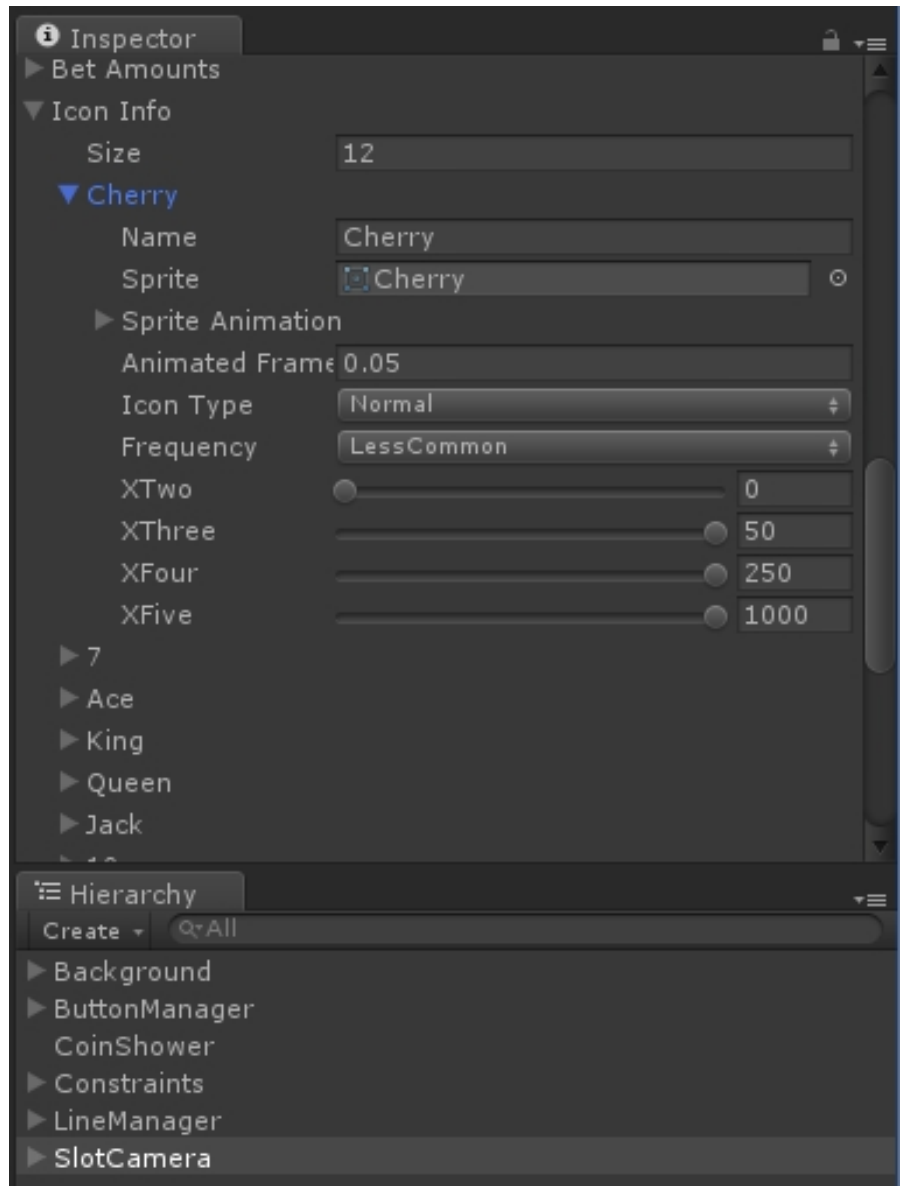 Inspector
Bet Amounts
Icon Info
Size 12
Cherry
Name Cherry
Sprite Cherry
Sprite Animation
Animated Frame 0.05
Icon Type Normal
Frequency LessCommon
XTwo 0
XThree 50
XFour 250
XFive 1000
7
Ace
King
Queen
Jack
Hierarchy
Create All
Background
ButtonManager
CoinShower
Constraints
LineManager
SlotCamera